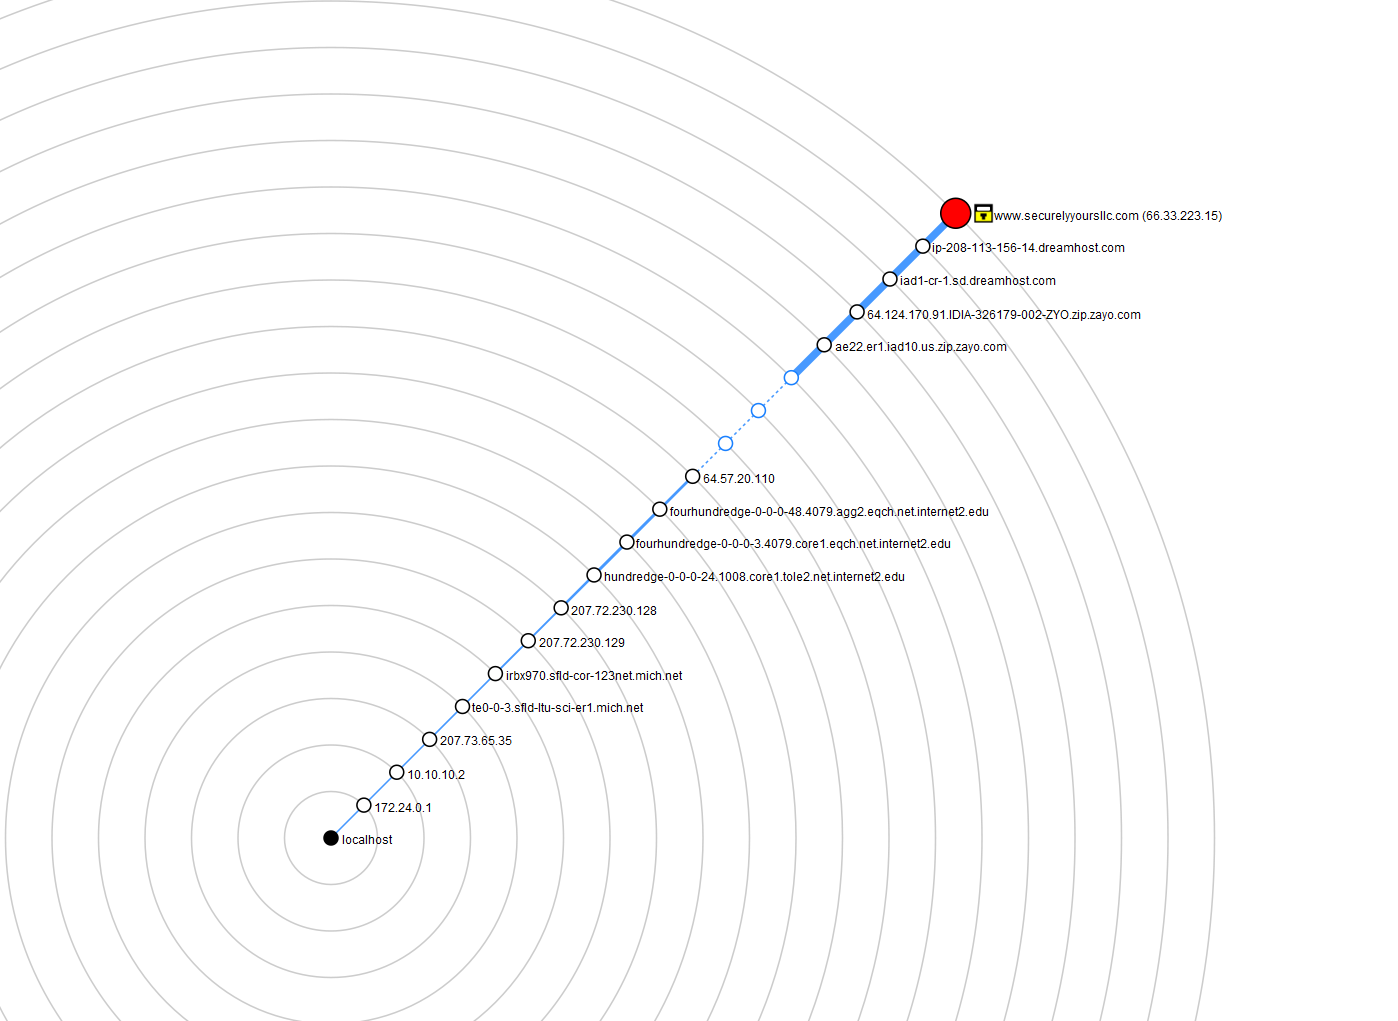 www.securelyyoursllc.com (66.33.223.15)
ip-208-113-156-14.dreamhost.com
iad1-cr-1.sd.dreamhost.com
64.124.170.91.IDIA-326179-002-ZYO.zip.zayo.com
ae22.er1.iad10.us.zip.zayo.com
64.57.20.110
fourhundredge-0-0-0-48.4079.agg2.eqch.net.internet2.edu
fourhundredge-0-0-0-3.4079.core1.eqch.net.internet2.edu
hundredge-0-0-0-24.1008.core1.tole2.net.internet2.edu
207.72.230.128
207.72.230.129
irbx970.sfld-cor-123net.mich.net
te0-0-3.sfld-ltu-sci-er1.mich.net
207.73.65.35
10.10.10.2
172.24.0.1
localhost